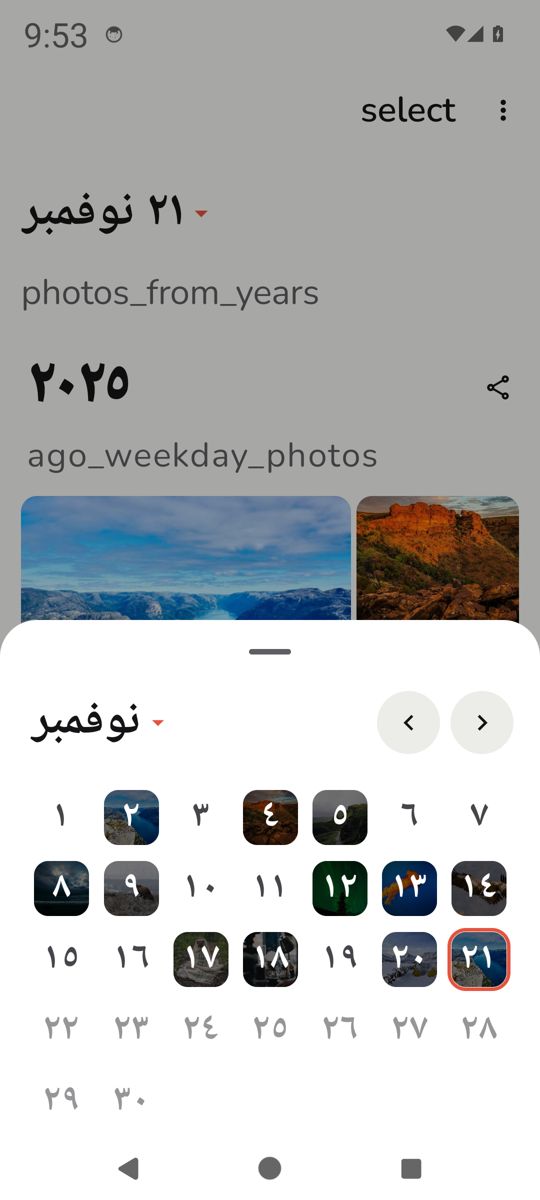 9:53
select
٢١ نوفمبر
photos_from_years
٢٠٢٥
ago_weekday_photos
نوفمبر
١ ٢ ٣ ٤ ٥ ٦ ٧
٨ ٩ ١٠ ١١ ١٢ ١٣ ١٤
١٥ ١٦ ١٧ ١٨ ١٩ ٢٠ ٢١
٢٢ ٢٣ ٢٤ ٢٥ ٢٦ ٢٧ ٢٨
٢٩ ٣٠